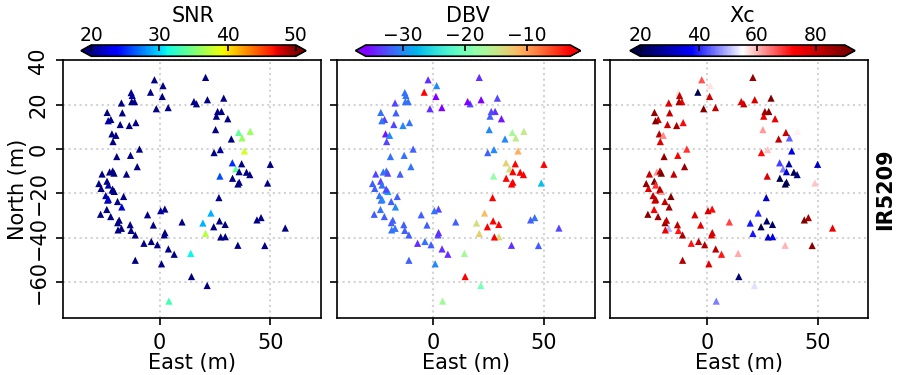 SNR
20 30 40 50
DBV
−30 −20 −10
Xc
20 40 60 80
North (m)
40
20
0
−20
−40
−60
0 50
East (m)
0 50
East (m)
0 50
East (m)
IR5209